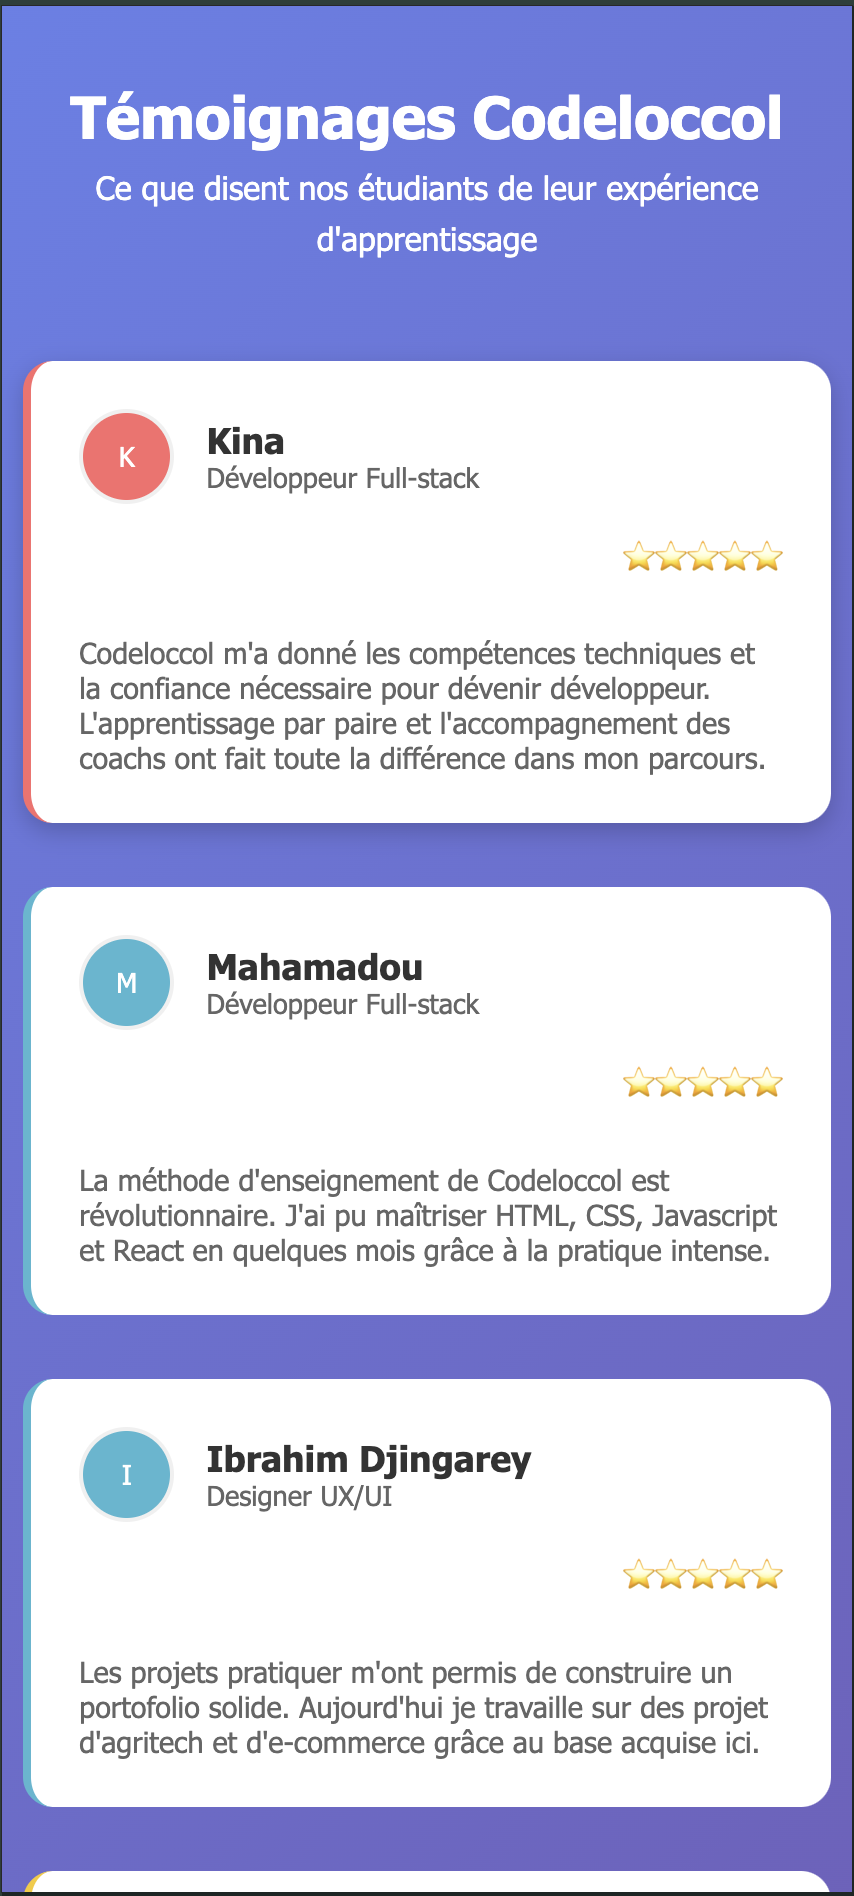 Témoignages Codeloccol
Ce que disent nos étudiants de leur expérience
d'apprentissage
K
Kina
Développeur Full-stack
⭐⭐⭐⭐⭐
Codeloccol m'a donné les compétences techniques et
la confiance nécessaire pour dévenir développeur.
L'apprentissage par paire et l'accompagnement des
coachs ont fait toute la différence dans mon parcours.
M
Mahamadou
Développeur Full-stack
⭐⭐⭐⭐⭐
La méthode d'enseignement de Codeloccol est
révolutionnaire. J'ai pu maîtriser HTML, CSS, Javascript
et React en quelques mois grâce à la pratique intense.
I
Ibrahim Djingarey
Designer UX/UI
⭐⭐⭐⭐⭐
Les projets pratiquer m'ont permis de construire un
portofolio solide. Aujourd'hui je travaille sur des projet
d'agritech et d'e-commerce grâce au base acquise ici.